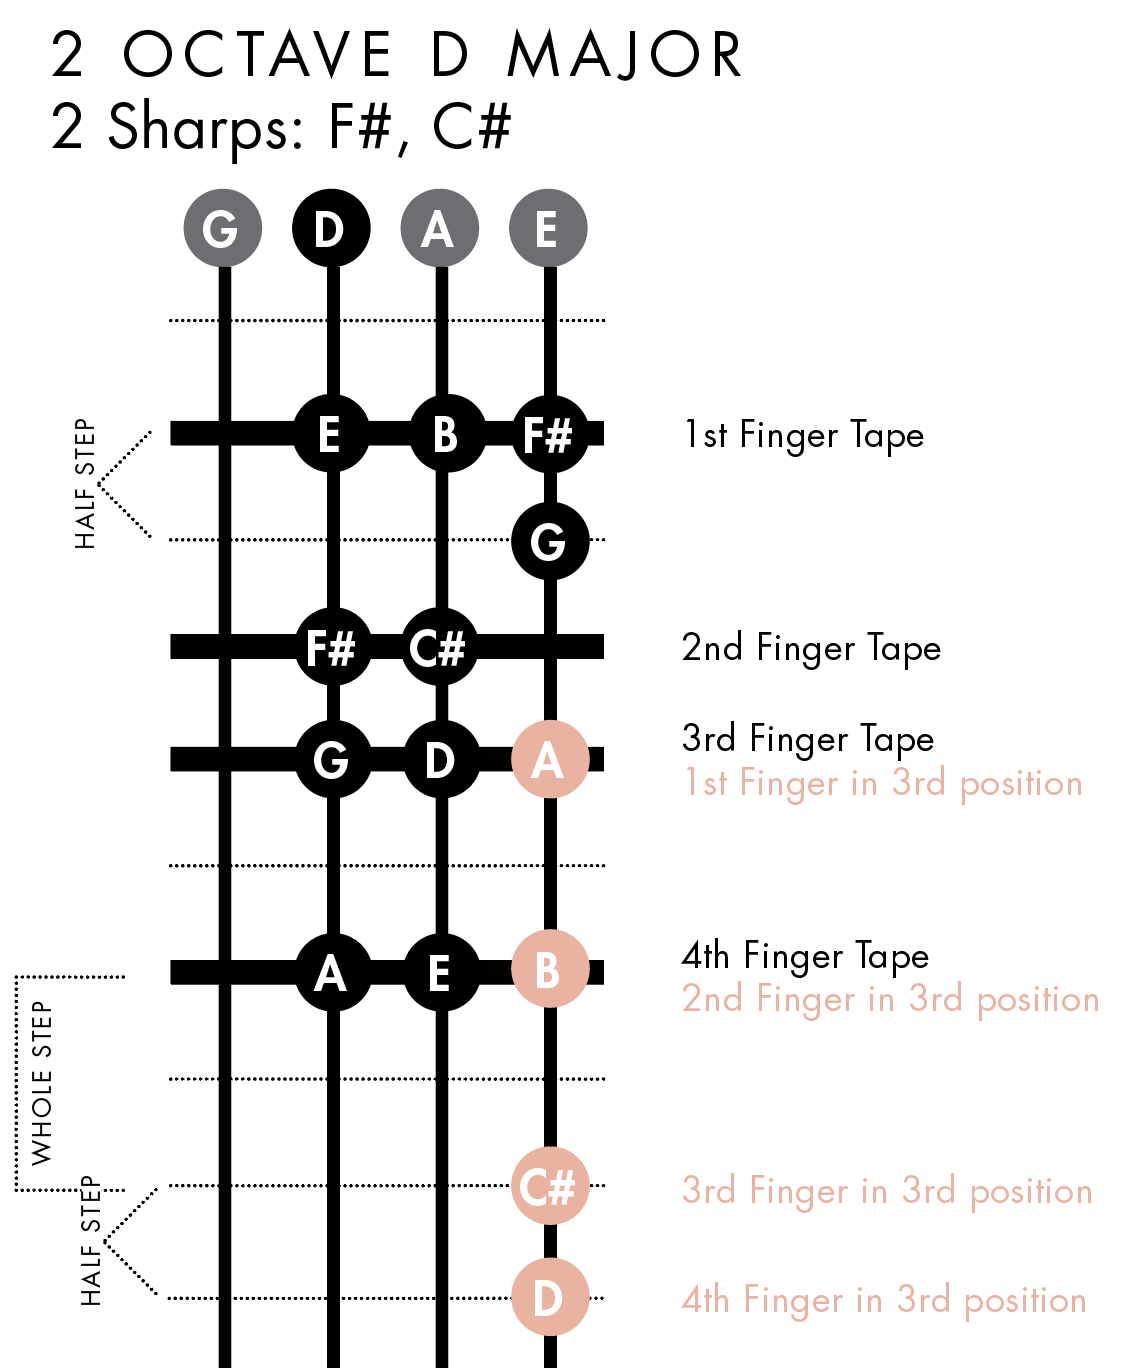 2 OCTAVE D MAJOR
2 Sharps: F#, C#
G D A E
HALF STEP
E B F# 1st Finger Tape
G
F# C# 2nd Finger Tape
3rd Finger Tape
G D A
1st Finger in 3rd position
4th Finger Tape
A E B
2nd Finger in 3rd position
WHOLE STEP
C# 3rd Finger in 3rd position
HALF STEP
D 4th Finger in 3rd position